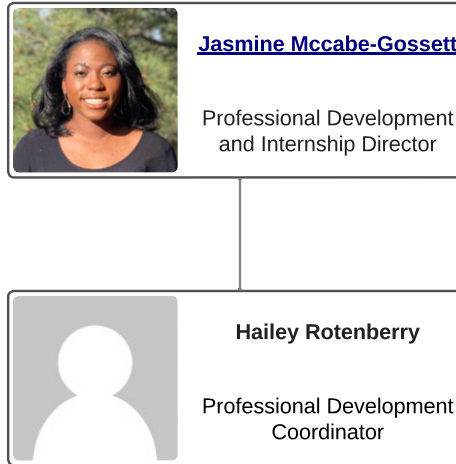 Jasmine Mccabe-Gossett
Professional Development
and Internship Director
Hailey Rotenberry
Professional Development
Coordinator